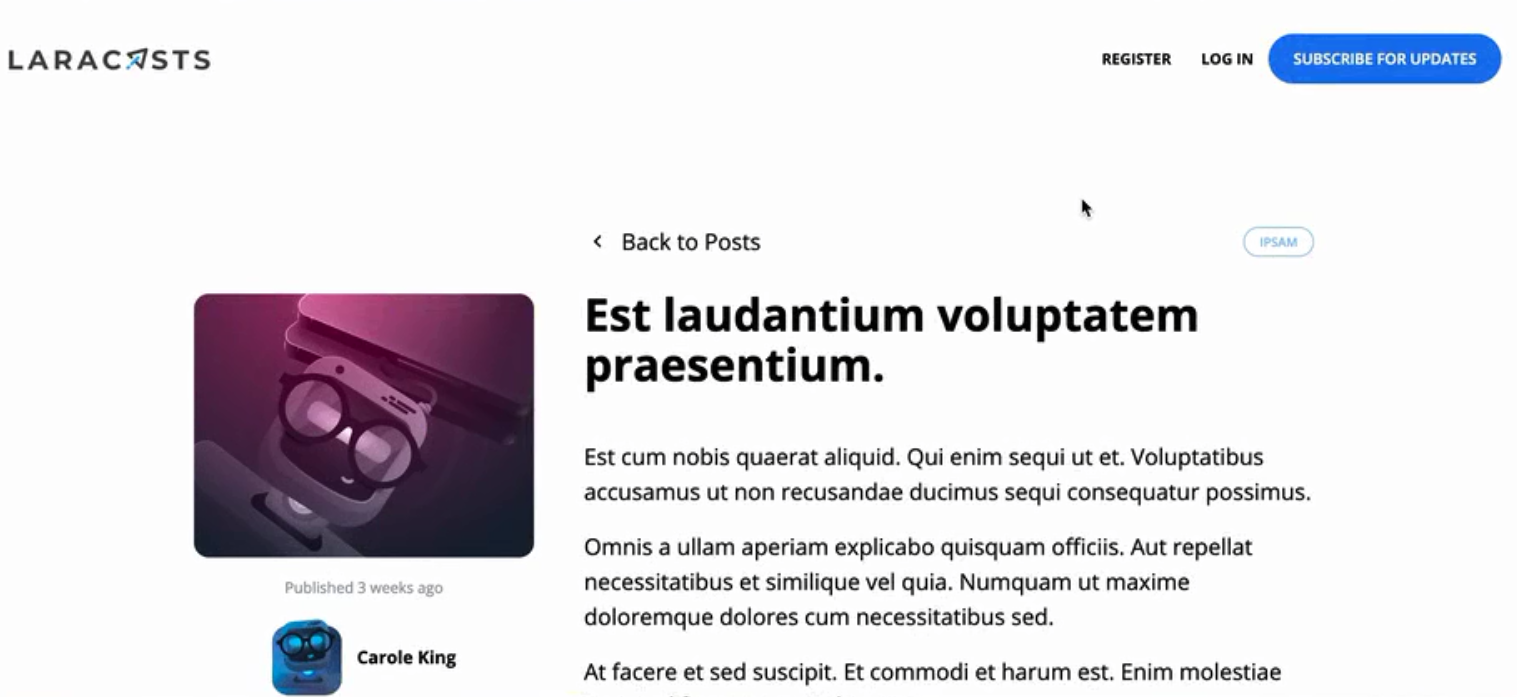 LARACASTS
REGISTER LOG IN SUBSCRIBE FOR UPDATES
Back to Posts
IPSAM
Est laudantium voluptatem
praesentium.
Est cum nobis quaerat aliquid. Qui enim sequi ut et. Voluptatibus
accusamus ut non recusandae ducimus sequi consequatur possimus.
Omnis a ullam aperiam explicabo quisquam officiis. Aut repellat
necessitatibus et similique vel quia. Numquam ut maxime
doloremque dolores cum necessitatibus sed.
At facere et sed suscipit. Et commodi et harum est. Enim molestiae
Published 3 weeks ago
Carole King